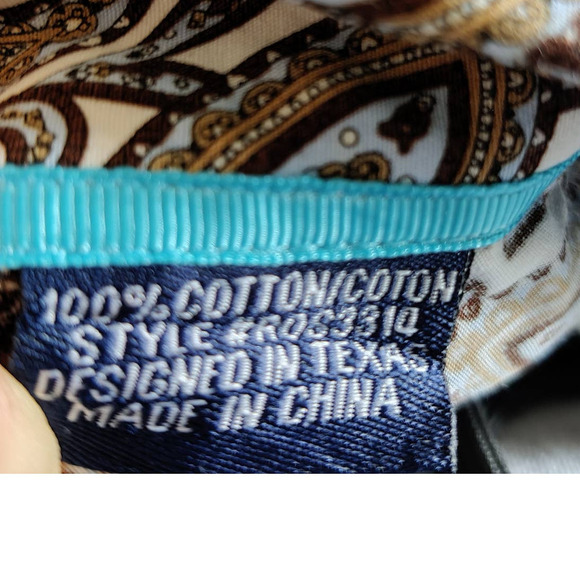 100% COTTON/COTON
STYLE
DESIGNED IN TEXAS
MADE IN CHINA